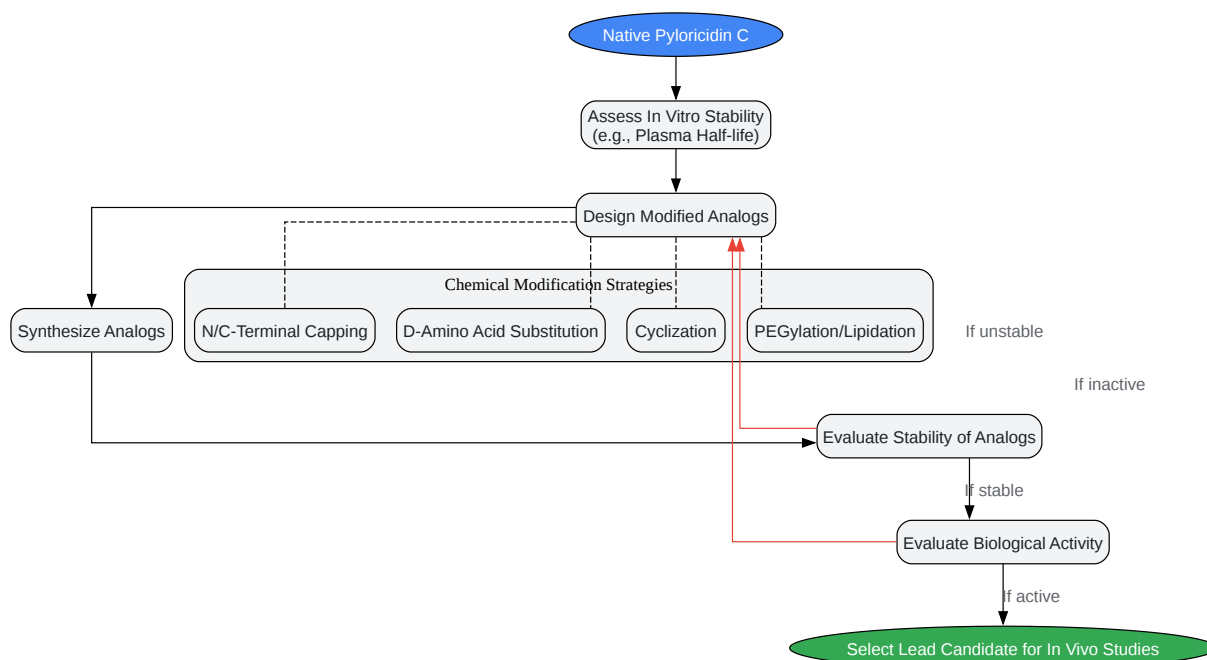 Native Pyloricidin C
Assess In Vitro Stability
(e.g., Plasma Half-life)
Design Modified Analogs
Chemical Modification Strategies
Synthesize Analogs
N/C-Terminal Capping
D-Amino Acid Substitution
Cyclization
PEGylation/Lipidation
If unstable
If inactive
Evaluate Stability of Analogs
If stable
Evaluate Biological Activity
If active
Select Lead Candidate for In Vivo Studies